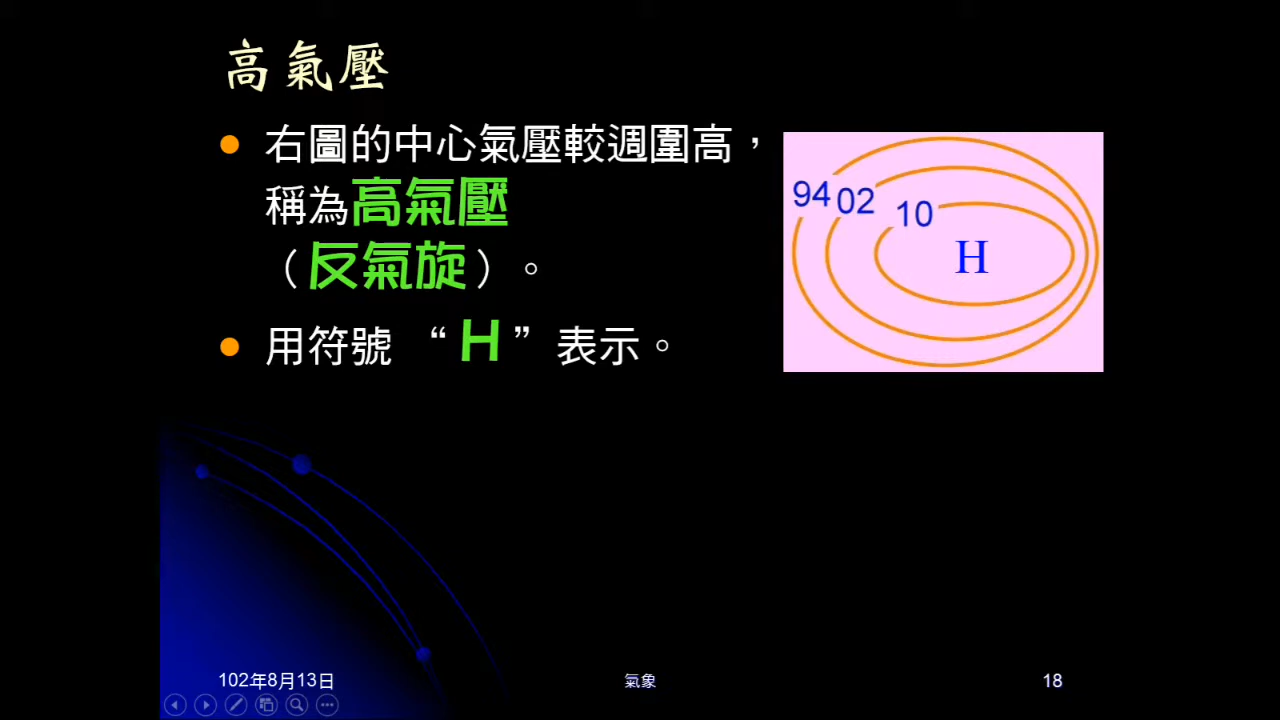 高氣壓
右圖的中心氣壓較週圍高，
稱為高氣壓
（反氣旋）。
用符號 “H”表示。
94 02 10
H
102年8月13日 氣象 18